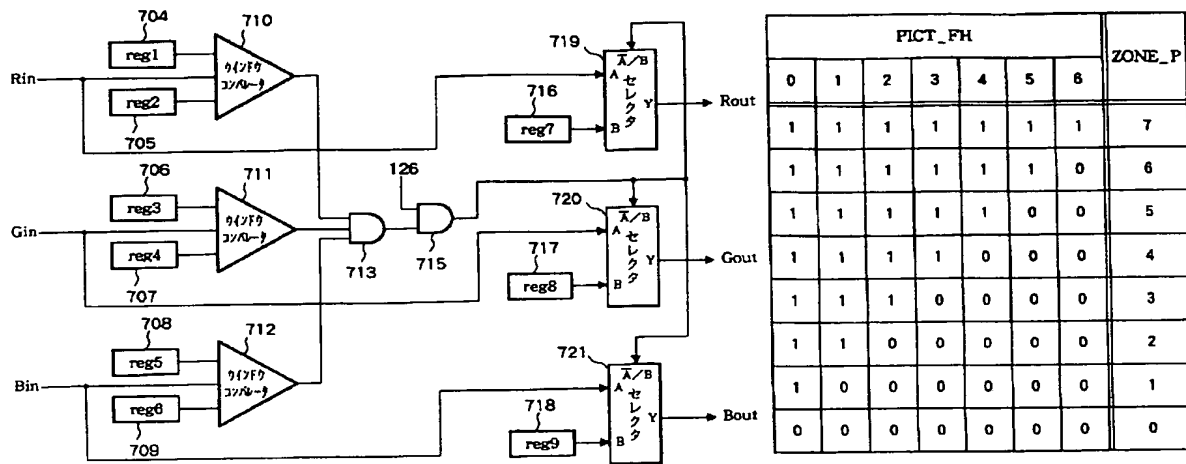 704
reg1
710
ウインドウ
コンパレータ
Rin
reg2
705
719
A/B
A
セレクタ
Y
B
Rout
716
reg7
706
reg3
711
ウインドウ
コンパレータ
Gin
reg4
707
713
126
715
720
A/B
A
セレクタ
Y
B
Gout
717
reg8
708
reg5
712
ウインドウ
コンパレータ
Bin
reg6
709
721
A/B
A
セレクタ
Y
B
Bout
718
reg9
PICT_FH ZONE_P
0 1 2 3 4 5 6
1 1 1 1 1 1 1 7
1 1 1 1 1 1 0 6
1 1 1 1 1 0 0 5
1 1 1 1 0 0 0 4
1 1 1 0 0 0 0 3
1 1 0 0 0 0 0 2
1 0 0 0 0 0 0 1
0 0 0 0 0 0 0 0